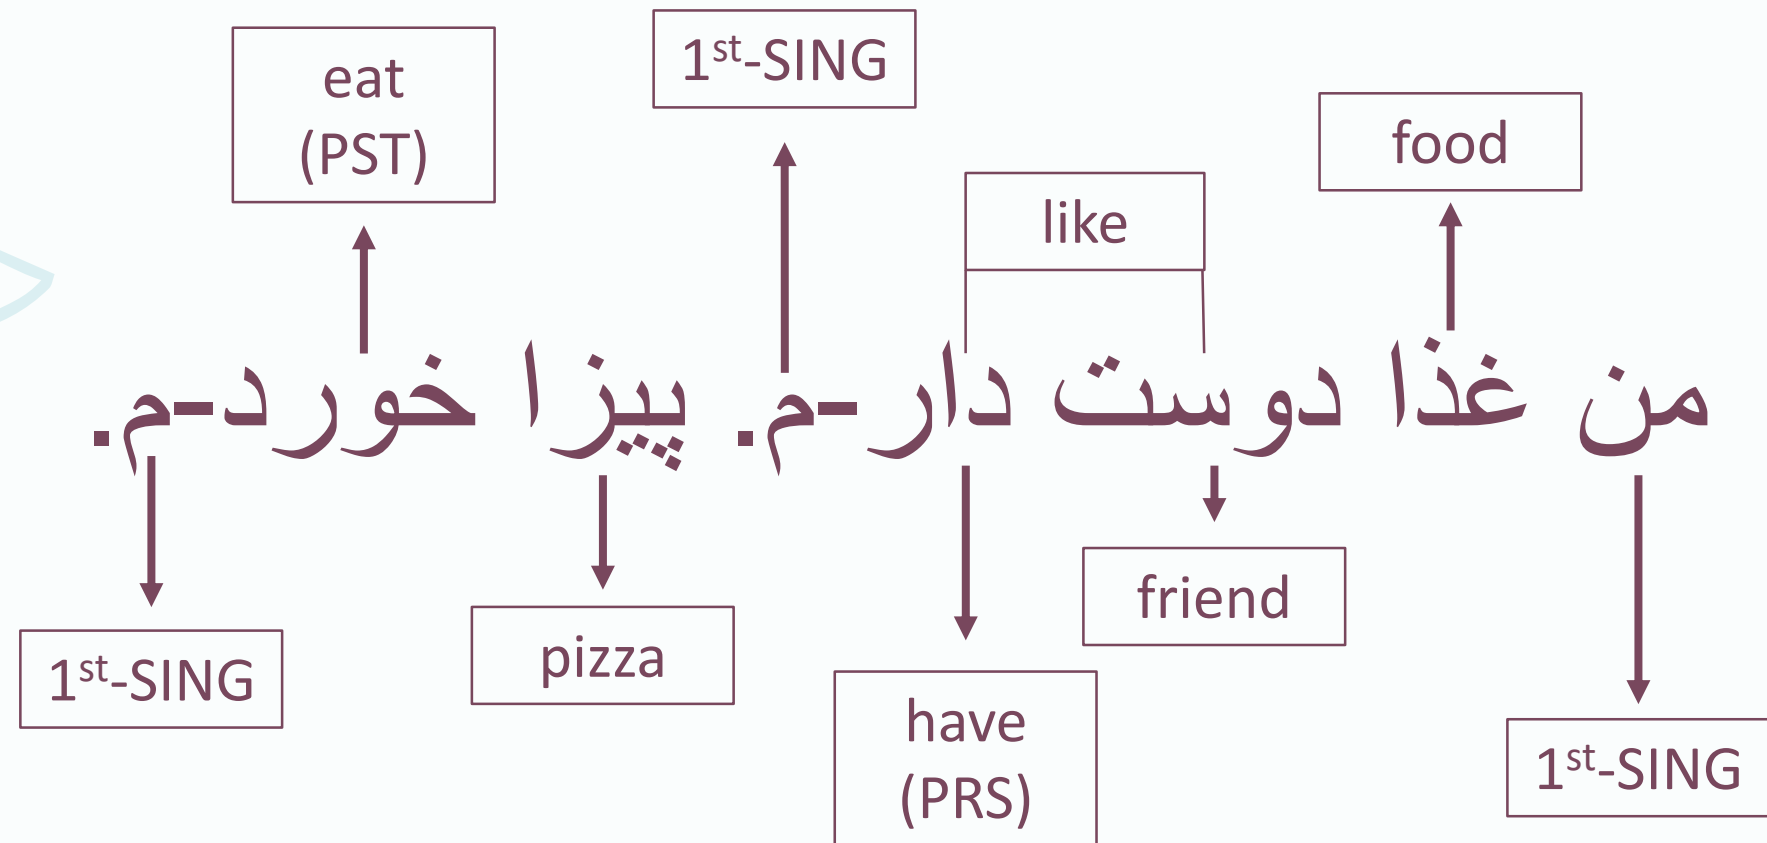 1st-SING
eat
(PST)
food
like
من غذا دوست دار-م. پیزا خورد-م.
friend
1st-SING
pizza
have
(PRS)
1st-SING